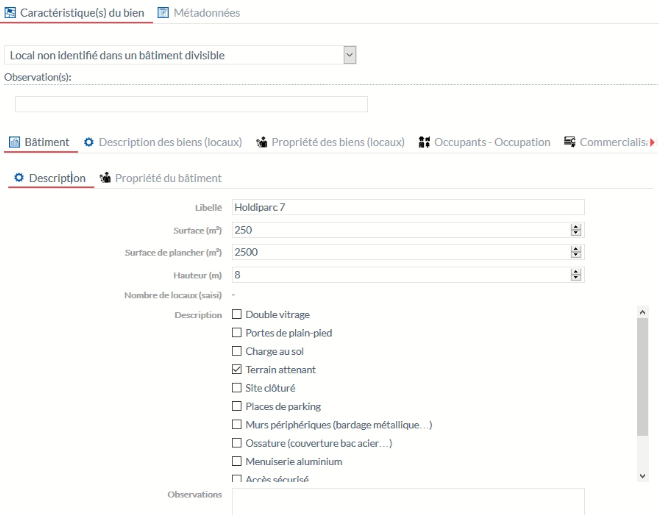 Caractéristique(s) du bien Métadonnées
Local non identifié dans un bâtiment divisible
Observation(s):
Bâtiment Description des biens (locaux) Propriété des biens (locaux) Occupants - Occupation Commercialis
Description Propriété du bâtiment
Libellé Holdiparc 7
Surface (m²) 250
Surface de plancher (m²) 2500
Hauteur (m) 8
Nombre de locaux (saisi) -
Description Double vitrage
Portes de plain-pied
Charge au sol
Terrain attenant
Site clôturé
Places de parking
Murs périphériques (bardage métallique…)
Ossature (couverture bac acier…)
Menuiserie aluminium
Accès sécurisé
Observations